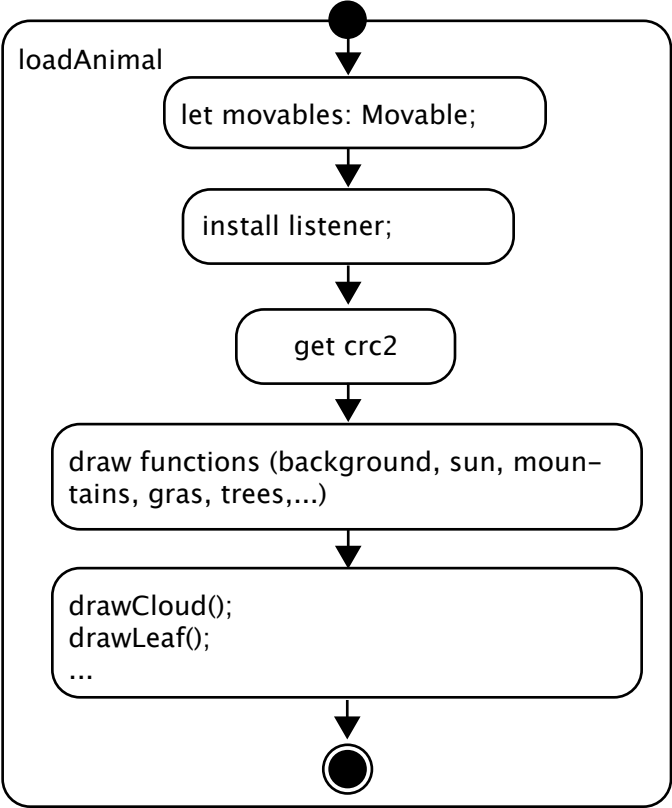 loadAnimal
let movables: Movable;
install listener;
get crc2
draw functions (background, sun, moun-
tains, gras, trees,...)
drawCloud();
drawLeaf();
...